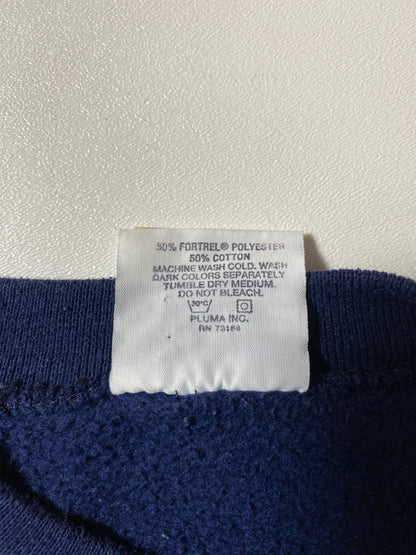 50% FORTREL® POLYESTER
50% COTTON
MACHINE WASH COLD. WASH
DARK COLORS SEPARATELY
TUMBLE DRY MEDIUM.
DO NOT BLEACH.
30°C
PLUMA INC.
RN 73164